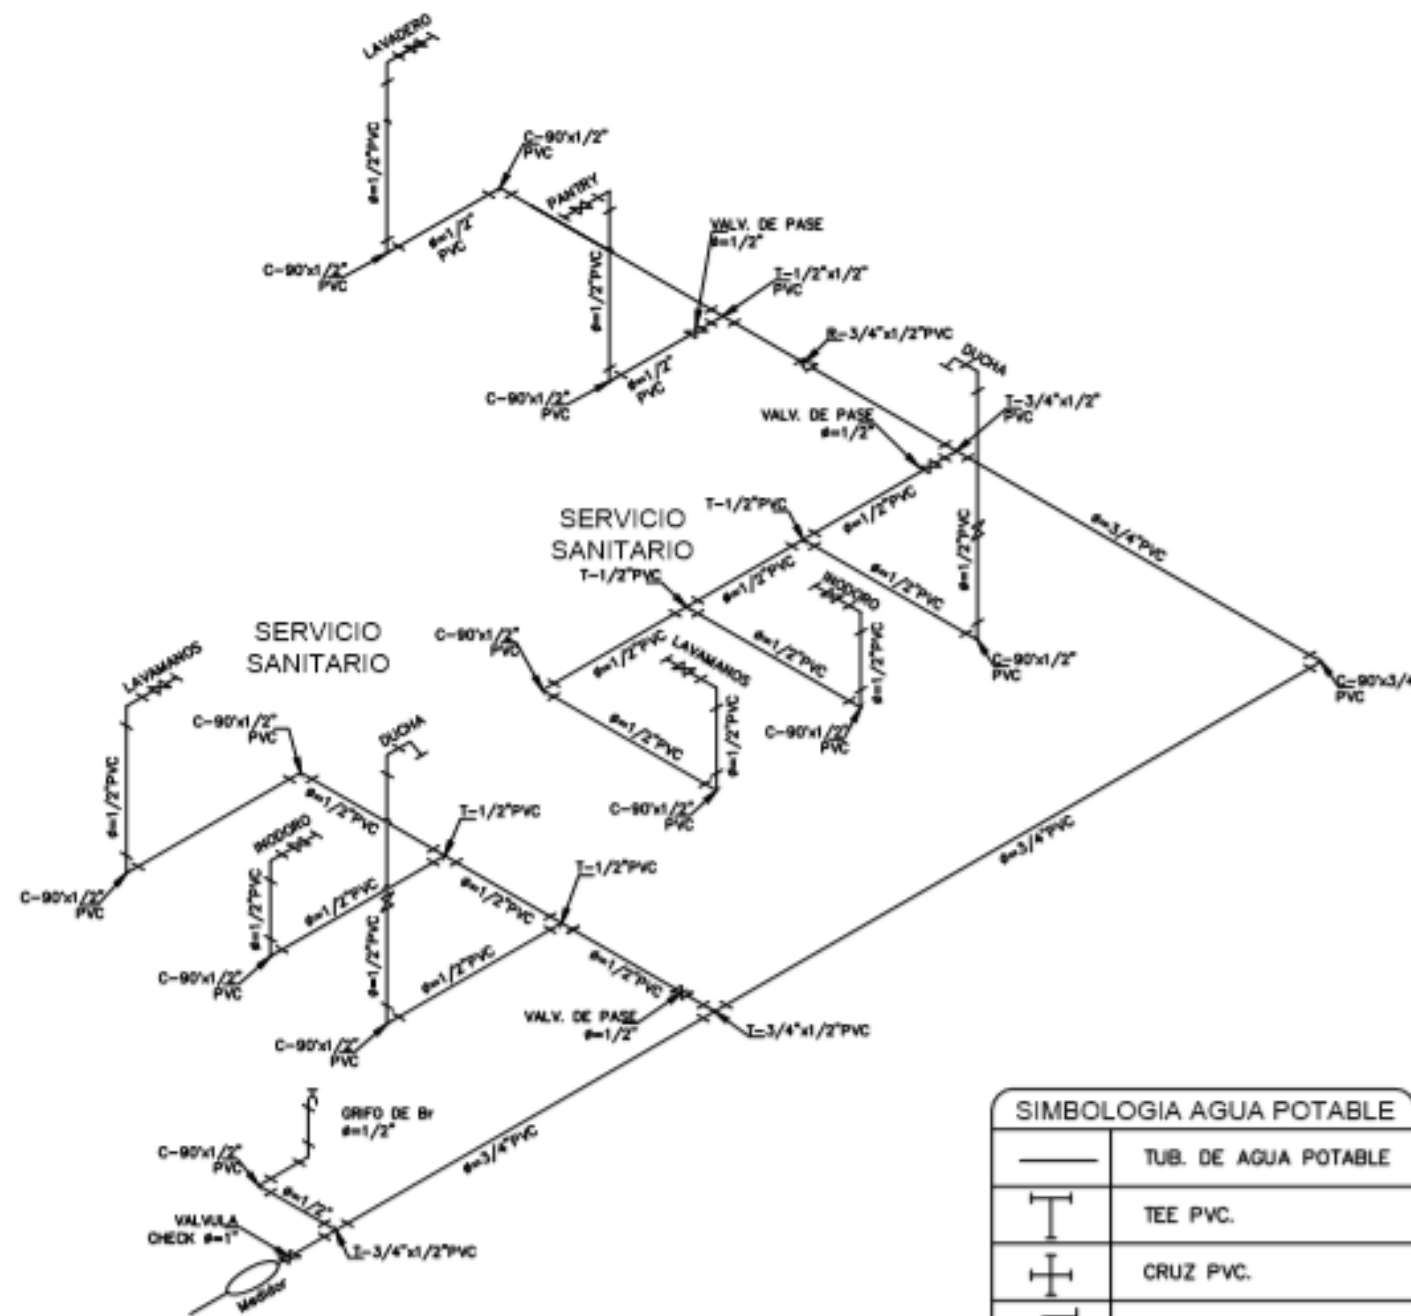 LAVADERO
C-90'x1/2"
PVC
ø=1/2"PVC
PANTRY
VALV. DE PASE
ø=1/2"
ø=1/2"
PVC
C-90'x1/2"
PVC
T-1/2"x1/2"
PVC
ø=1/2"PVC
R-3/4"x1/2"PVC
DUCHA
ø=1/2"
PVC
C-90'x1/2"
PVC
T-3/4"x1/2"
PVC
VALV. DE PASE
ø=1/2"
T-1/2"PVC
ø=1/2"PVC
ø=3/4"PVC
ø=1/2"PVC
SERVICIO
SANITARIO
T-1/2"PVC
ø=1/2"PVC
INODORO
ø=1/2"PVC
C-90'x1/2"
PVC
ø=1/2"PVC
LAVAMANOS
ø=1/2"PVC
ø=1/2"PVC
C-90'x1/2"
PVC
C-90'x3/4
PVC
SERVICIO
SANITARIO
LAVAMANOS
C-90'x1/2"
PVC
DUCHA
ø=1/2"PVC
C-90'x1/2"
PVC
ø=1/2"PVC
ø=1/2"PVC
ø=1/2"PVC
C-90'x1/2"
PVC
T-1/2"PVC
INODORO
ø=3/4"PVC
T-1/2"PVC
C-90'x1/2"
PVC
ø=1/2"PVC
ø=1/2"PVC
ø=1/2"PVC
ø=1/2"PVC
ø=1/2"PVC
ø=1/2"PVC
C-90'x1/2"
PVC
VALV. DE PASE
ø=1/2"
T-3/4"x1/2"PVC
C-90'x1/2"
PVC
GRIFO DE Br
ø=1/2"
C-90'x1/2"
PVC
ø=3/4"PVC
ø=1/2"
VALVULA
CHECK ø=1"
T-3/4"x1/2"PVC
Medidor
SIMBOLOGIA AGUA POTABLE
TUB. DE AGUA POTABLE
TEE PVC.
CRUZ PVC.